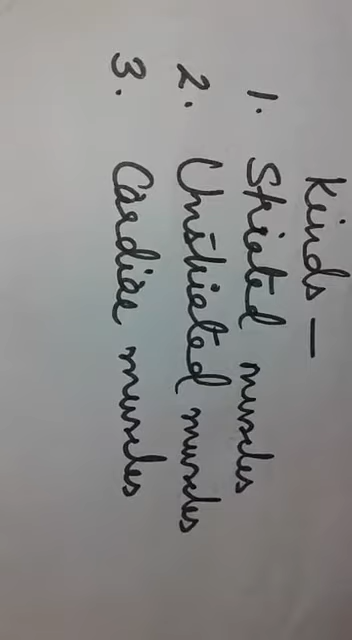 Kinds —
1. Striated muscles
2. Unstriated muscles
3. Cardiac muscles